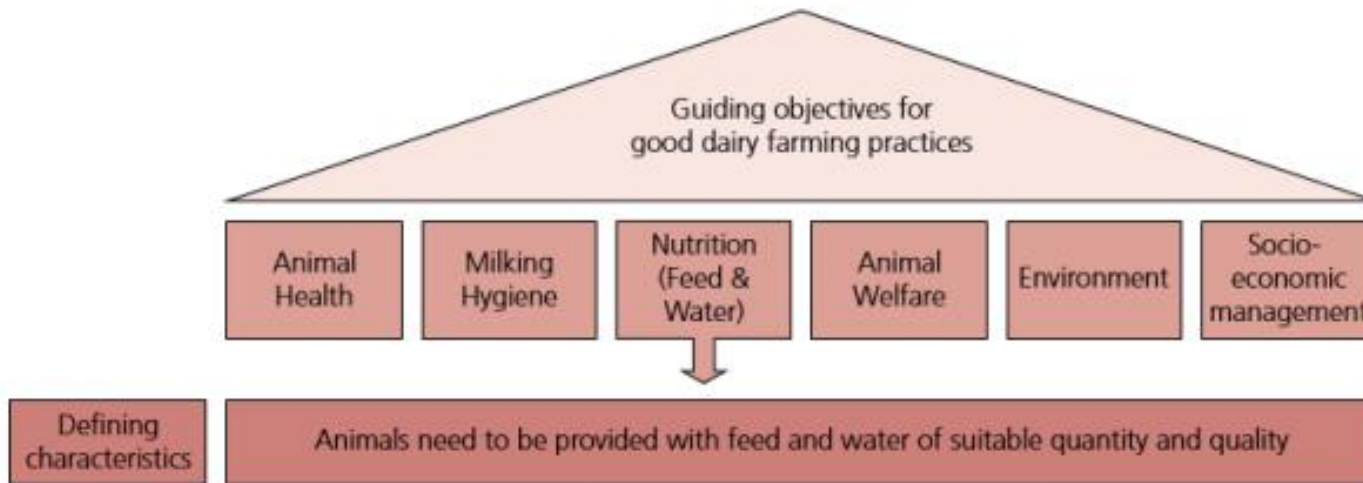 Guiding objectives for
good dairy farming practices
Animal
Health
Milking
Hygiene
Nutrition
(Feed &
Water)
Animal
Welfare
Environment
Socio-
economic
management
Defining
characteristics
Animals need to be provided with feed and water of suitable quantity and quality